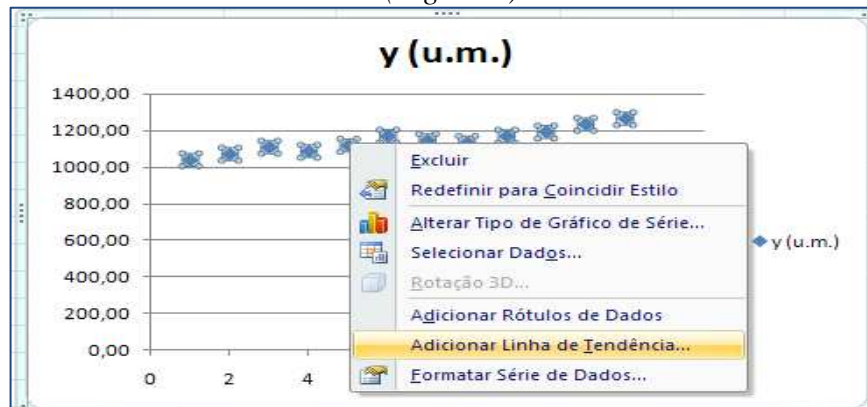 y (u.m.)
1400,00
1200,00
1000,00
800,00
600,00
400,00
200,00
0,00
0
2
4
y (u.m.)
Excluir
Redefinir para Coincidir Estilo
Alterar Tipo de Gráfico de Série...
Selecionar Dados...
Rotação 3D...
Adicionar Rótulos de Dados
Adicionar Linha de Tendência...
Formatar Série de Dados...